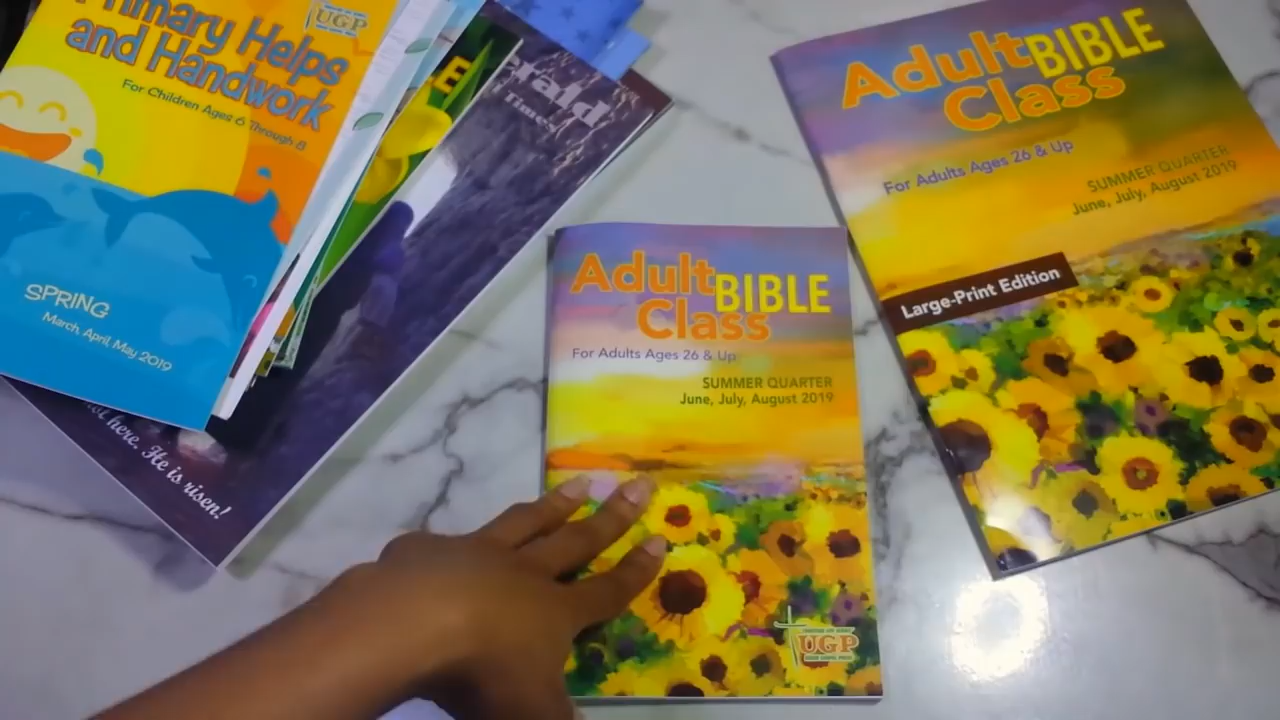 Primary Helps
and Handwork
For Children Ages 6 Through 8
UGP
SPRING
March, April, May 2019
Times
here. He is risen!
Adult BIBLE
Class
For Adults Ages 26 & Up
SUMMER QUARTER
June, July, August 2019
UGP
Adult BIBLE
Class
For Adults Ages 26 & Up
SUMMER QUARTER
June, July, August 2019
Large-Print Edition